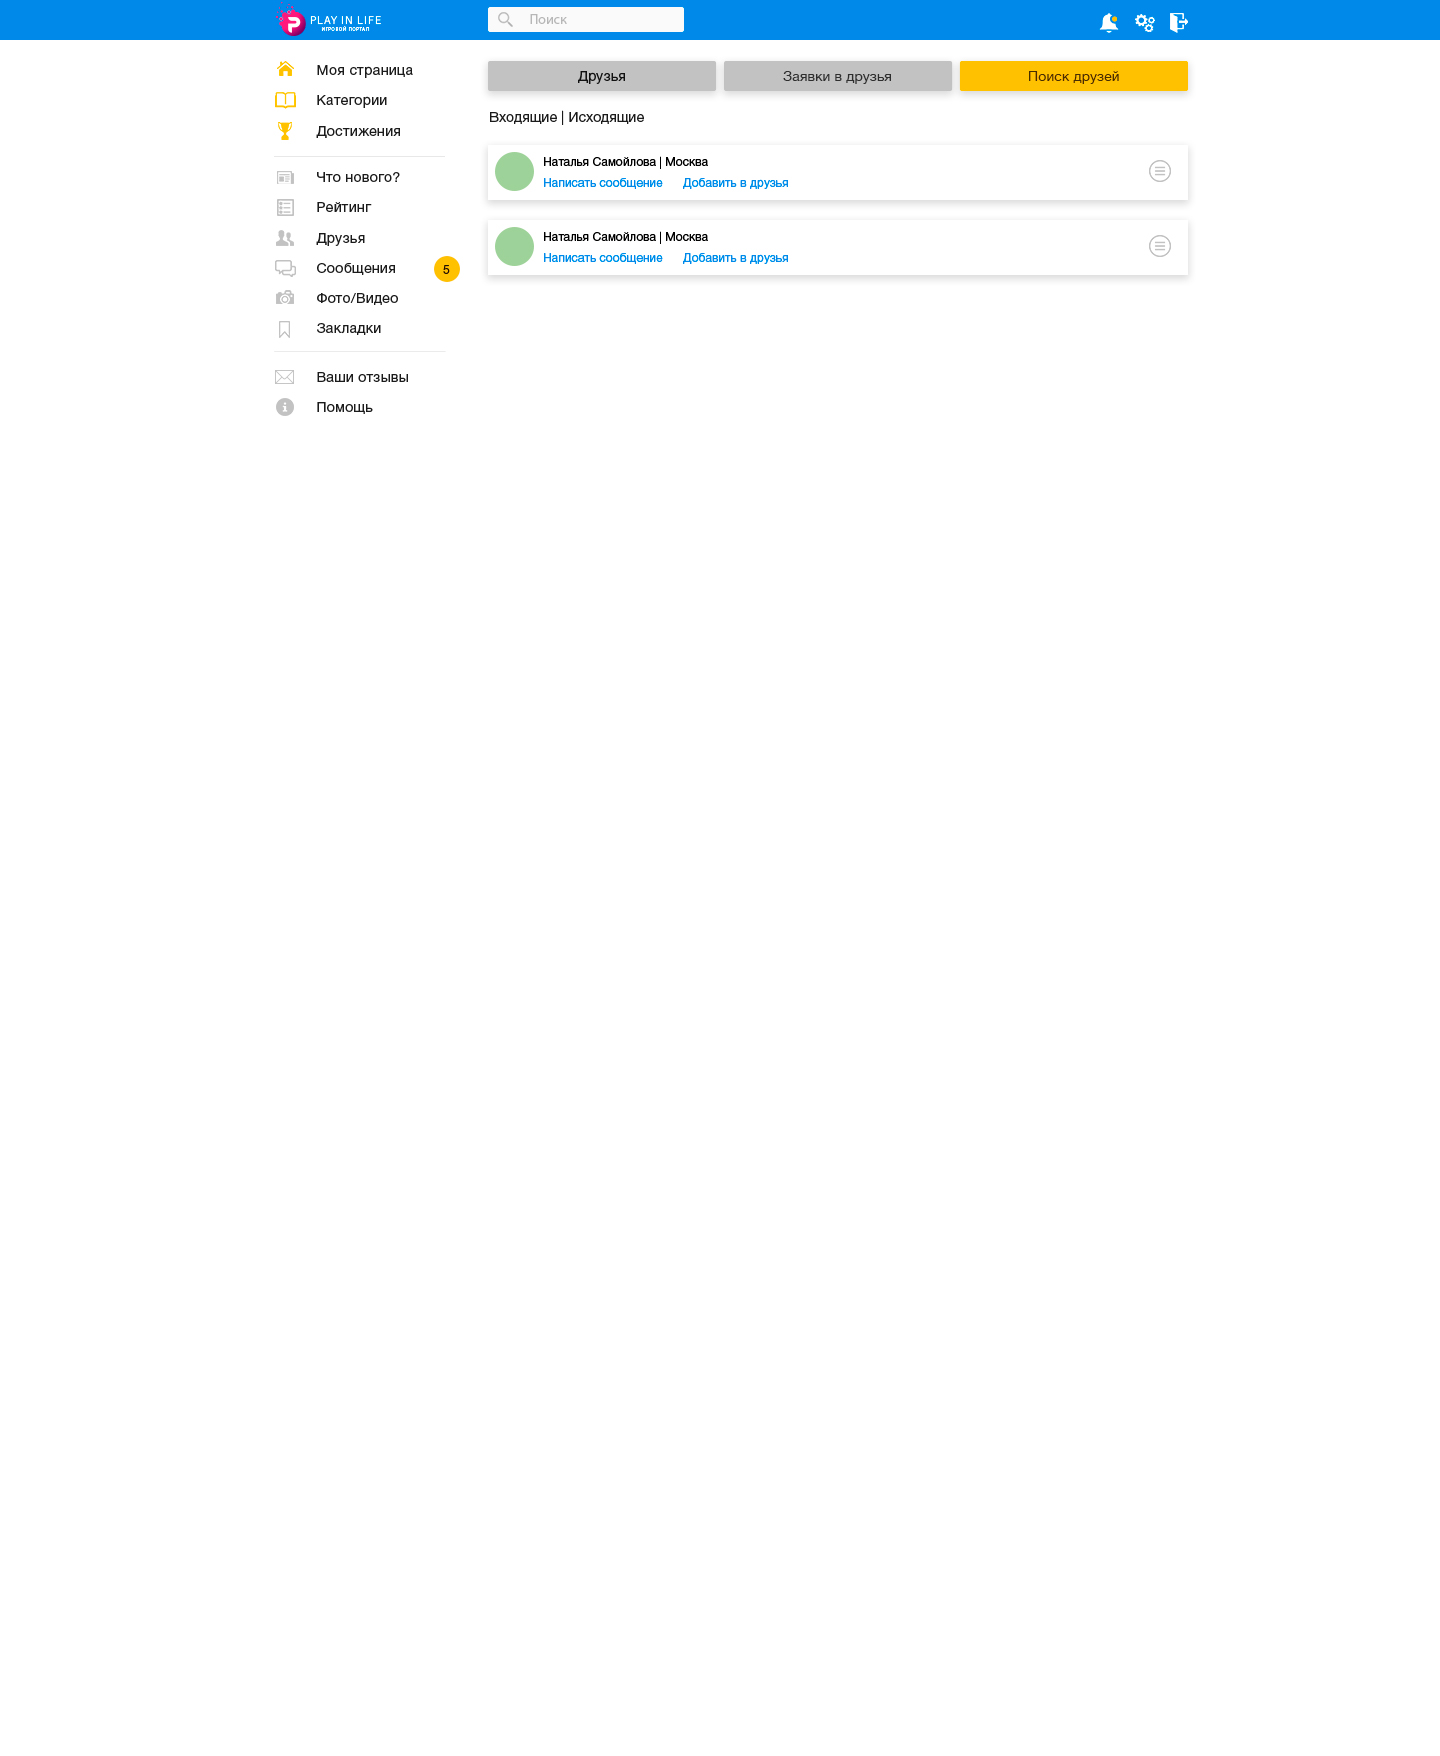 PLAY IN LIFE
ИГРОВОЙ ПОРТАЛ
Поиск
Моя страница
Категории
Достижения
Что нового?
Рейтинг
Друзья
Сообщения 5
Фото/Видео
Закладки
Ваши отзывы
Помощь
Друзья Заявки в друзья Поиск друзей
Входящие | Исходящие
Наталья Самойлова | Москва
Написать сообщение Добавить в друзья
Наталья Самойлова | Москва
Написать сообщение Добавить в друзья